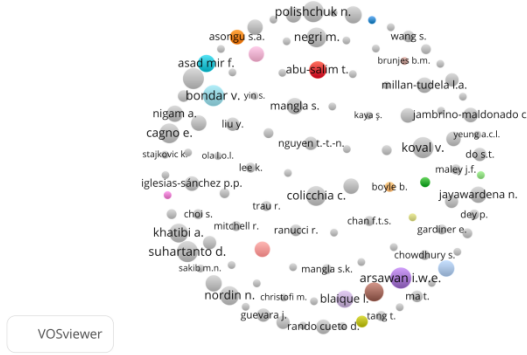 polishchuk n.
asongu s.a.
negri m.
wang s.
asad mir f.
abu-salim t.
brunjes b.m.
millan-tudela l.a.
bondar v.
yin s.
mangla s.
nigam a.
liu y.
kaya ş.
jambrino-maldonado c
cagno e.
yeung a.c.l.
nguyen t.-t.-n.
koval v.
stajkovic k.
ola l.o.l.
do s.t.
lee k.
maley j.f.
iglesias-sánchez p.p.
colicchia c.
boyle b.
jayawardena n.
trau r.
choi s.
dey p.
mitchell r.
chan f.t.s.
khatibi a.
ranucci r.
gardiner e.
suhartanto d.
chowdhury s.
sakib m.n.
mangla s.k.
arsawan i.w.e.
nordin n.
christofi m.
blaique l.
ma t.
guevara j.
tang t.
rando cueto d.
VOSviewer